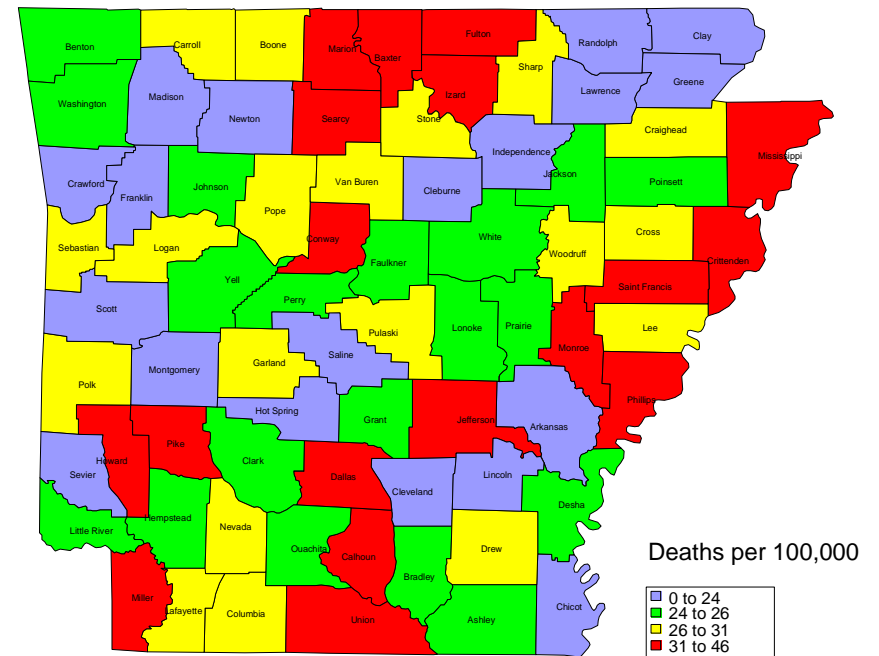 Benton
Carroll
Boone
Marion
Baxter
Fulton
Randolph
Clay
Sharp
Washington
Madison
Newton
Searcy
Stone
Izard
Lawrence
Greene
Craighead
Mississippi
Independence
Jackson
Poinsett
Crawford
Franklin
Johnson
Pope
Van Buren
Cleburne
Sebastian
Logan
Conway
Faulkner
White
Woodruff
Cross
Crittenden
Yell
Perry
Saint Francis
Scott
Pulaski
Lonoke
Prairie
Lee
Monroe
Polk
Montgomery
Garland
Saline
Phillips
Hot Spring
Grant
Jefferson
Arkansas
Howard
Pike
Sevier
Clark
Dallas
Cleveland
Lincoln
Desha
Little River
Hempstead
Nevada
Ouachita
Calhoun
Bradley
Drew
Miller
Lafayette
Columbia
Union
Ashley
Chicot
Deaths per 100,000
0 to 24
24 to 26
26 to 31
31 to 46